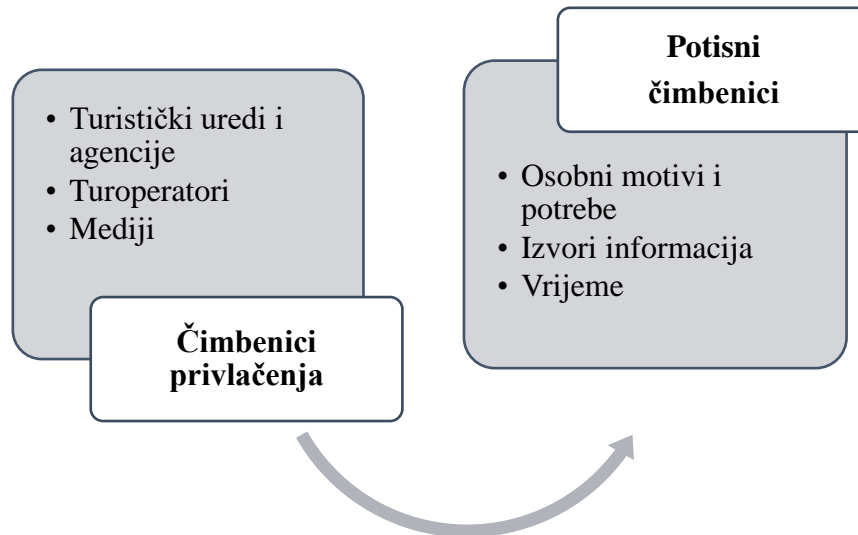 • Turistički uredi i
agencije
• Turoperatori
• Mediji
Čimbenici
privlačenja
Potisni
čimbenici
• Osobni motivi i
potrebe
• Izvori informacija
• Vrijeme